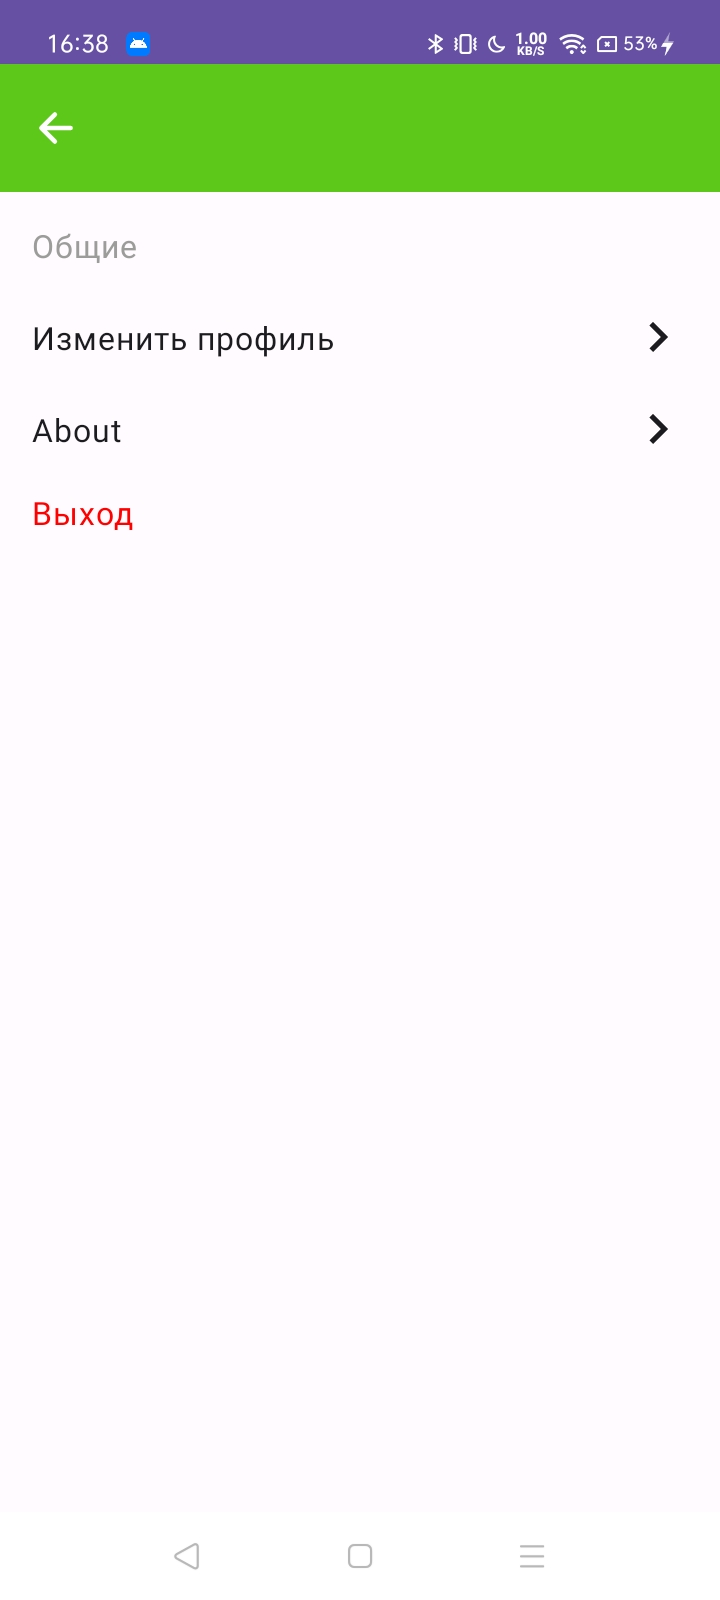 16:38
1.00
KB/S
53%
Общие
Изменить профиль
About
Выход